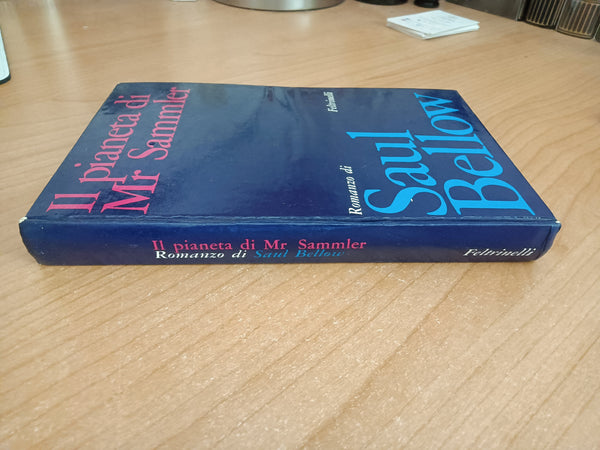 Il pianeta di
Mr Sammler
Feltrinelli
Romanzo di
Saul
Bellow
Il pianeta di Mr Sammler
Romanzo di Saul Bellow
Feltrinelli